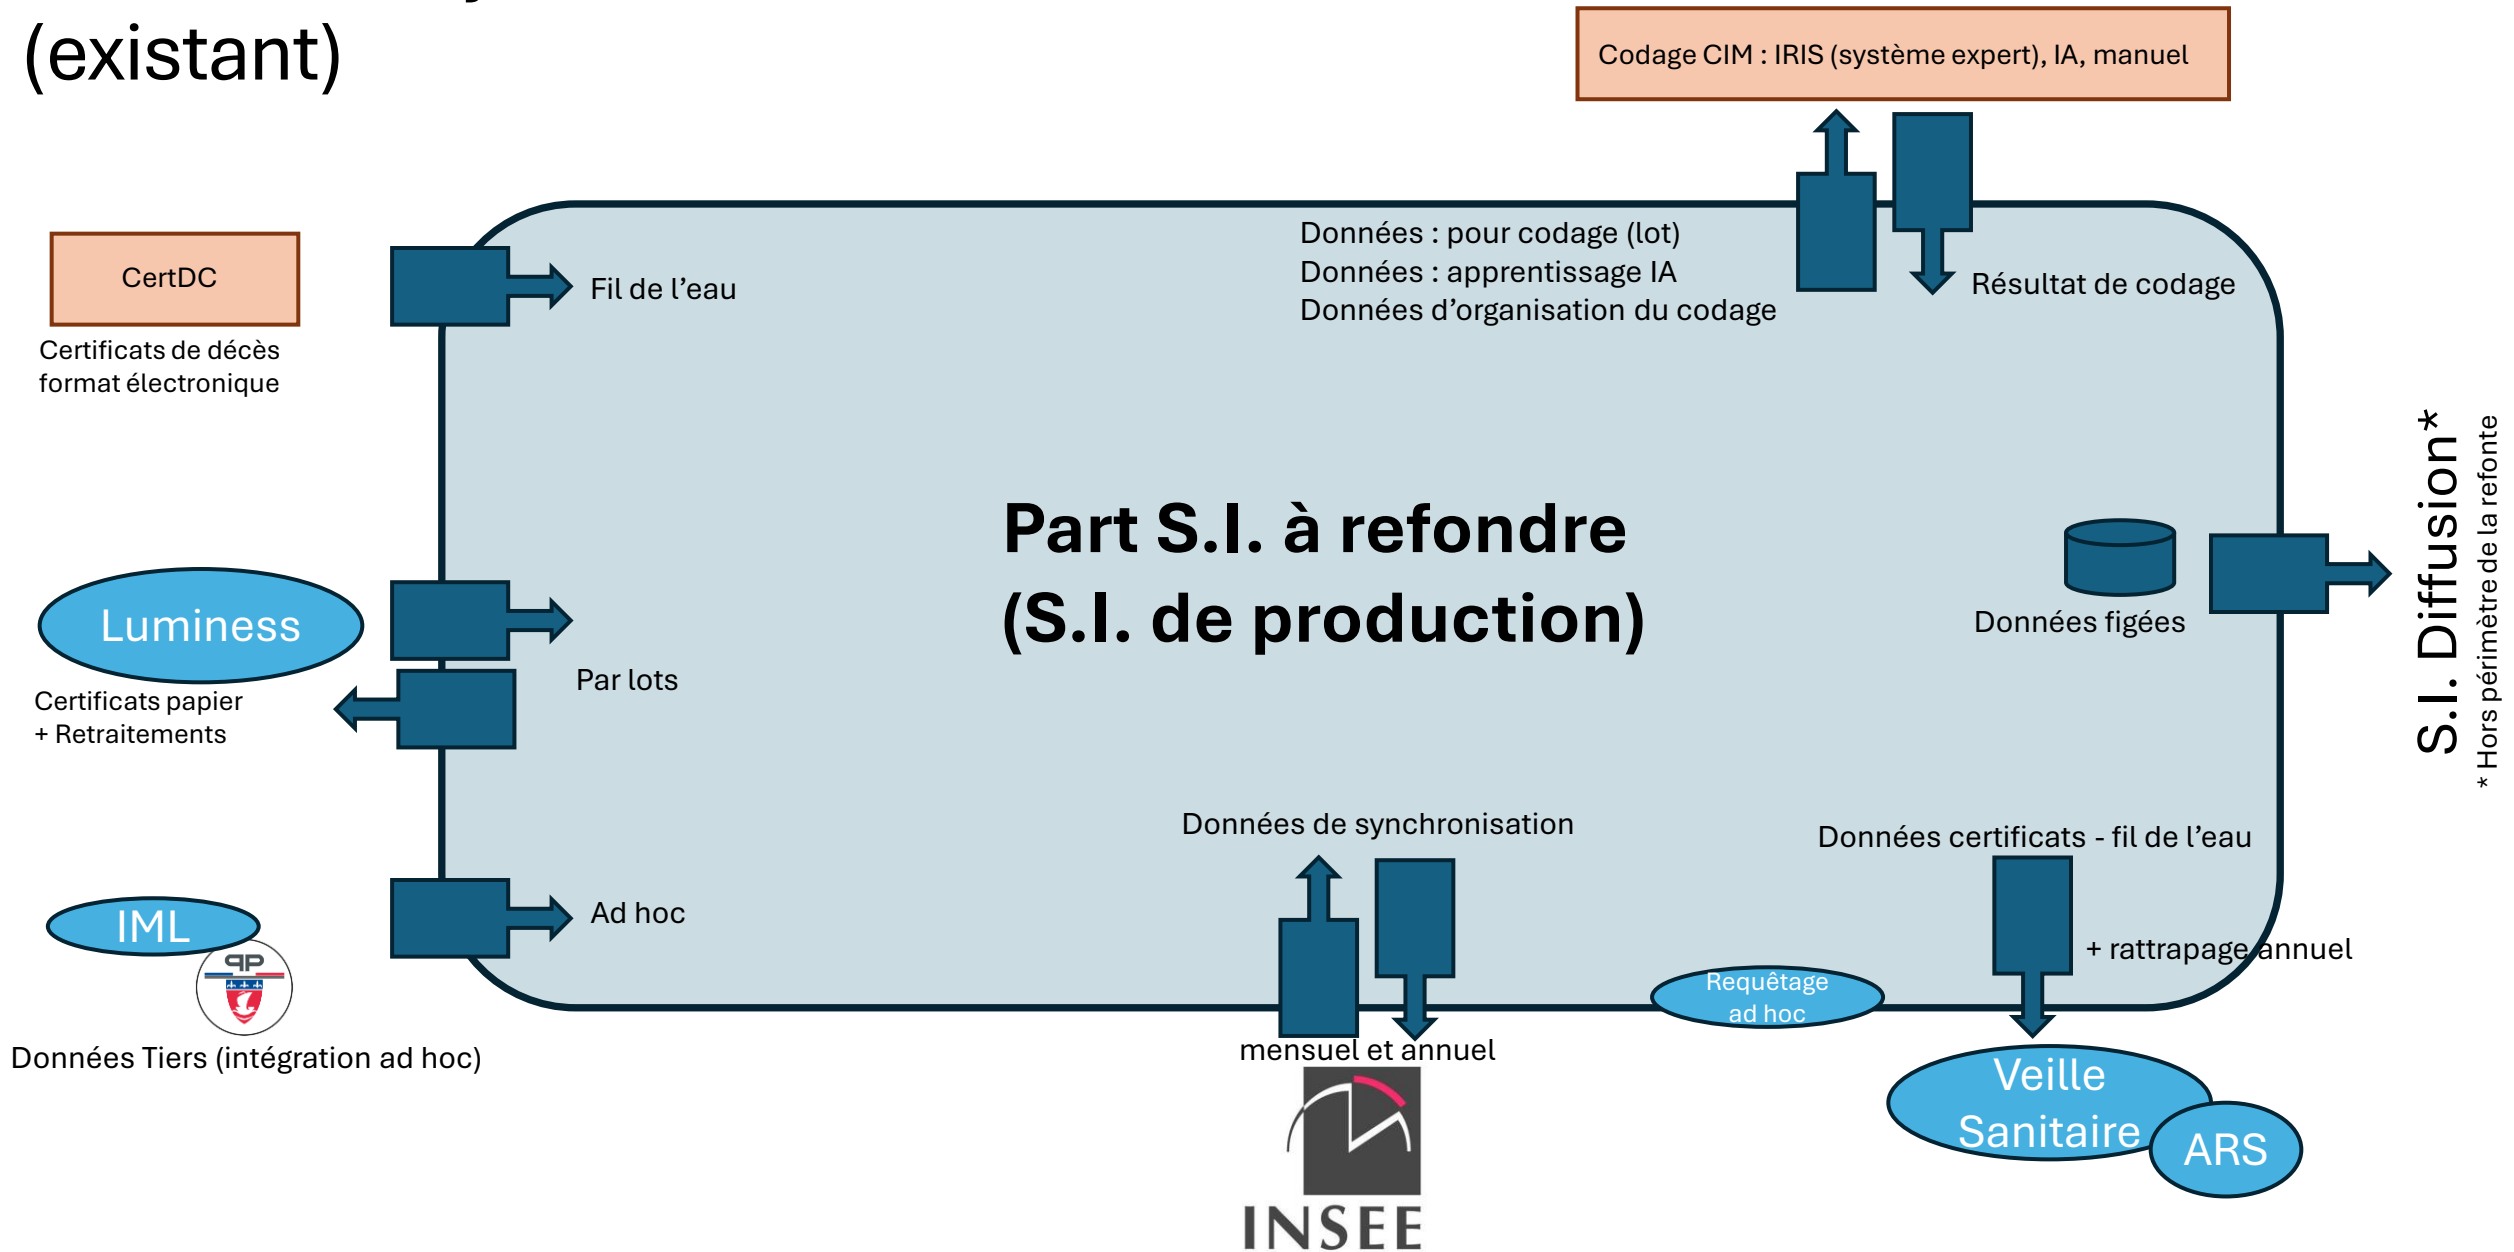 (existant)
Codage CIM : IRIS (système expert), IA, manuel
CertDC
Certificats de décès
format électronique
Fil de l’eau
Données : pour codage (lot)
Données : apprentissage IA
Données d’organisation du codage
Résultat de codage
Luminess
Certificats papier
+ Retraitements
Par lots
Part S.I. à refondre
(S.I. de production)
Données figées
S.I. Diffusion*
* Hors périmètre de la refonte
IML
Données Tiers (intégration ad hoc)
Ad hoc
Données de synchronisation
mensuel et annuel
INSEE
Requêtage
ad hoc
Données certificats - fil de l’eau
+ rattrapage annuel
Veille
Sanitaire
ARS